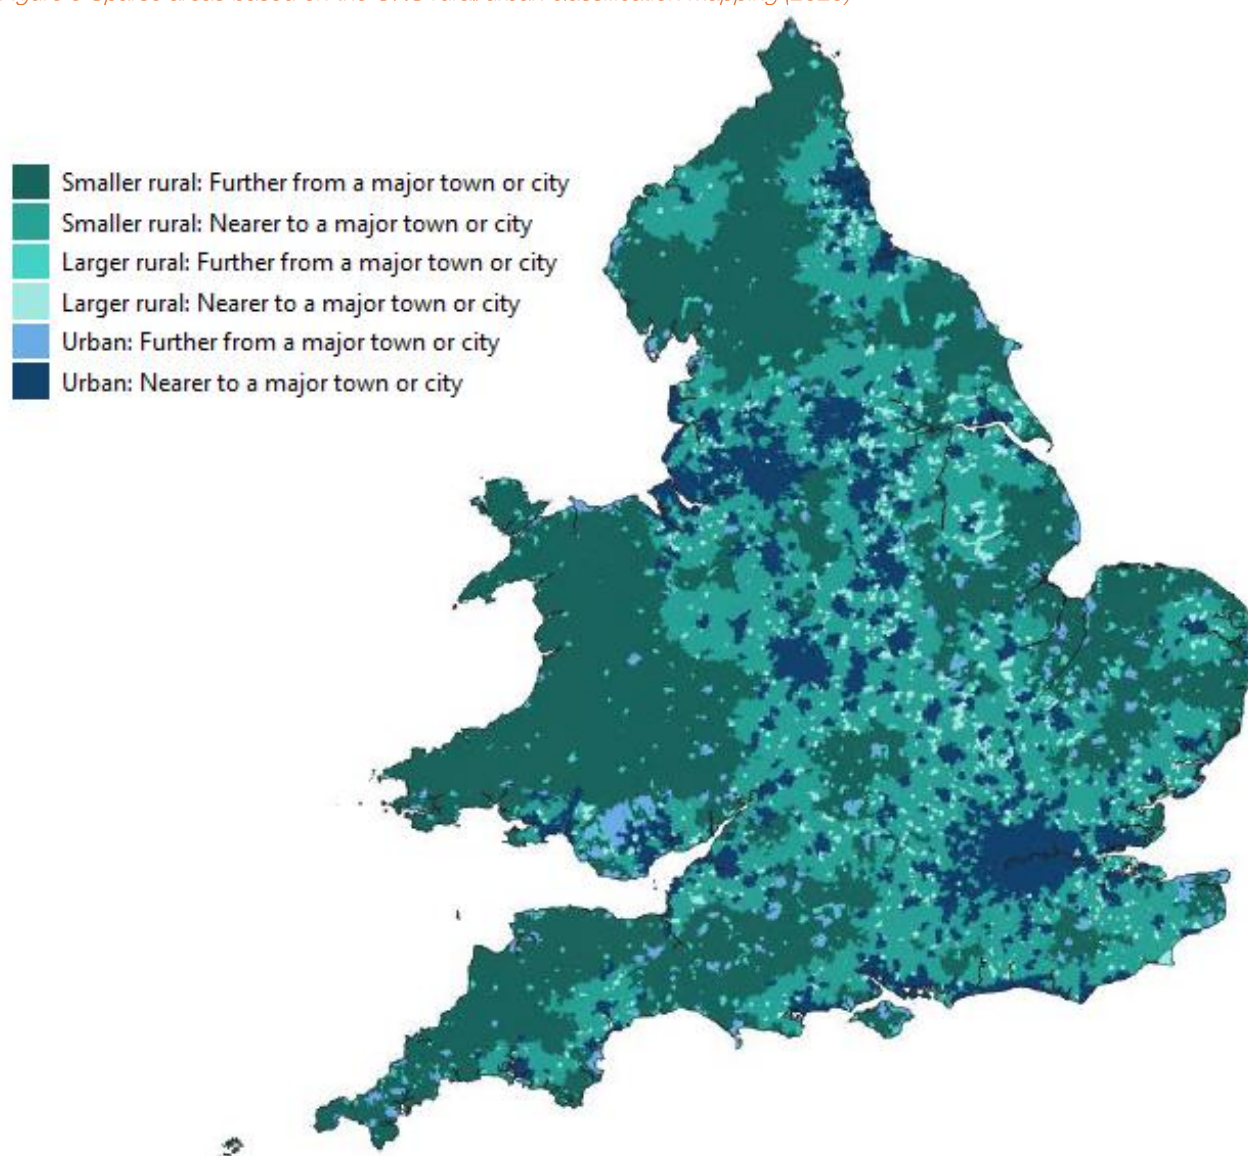 Smaller rural: Further from a major town or city
Smaller rural: Nearer to a major town or city
Larger rural: Further from a major town or city
Larger rural: Nearer to a major town or city
Urban: Further from a major town or city
Urban: Nearer to a major town or city